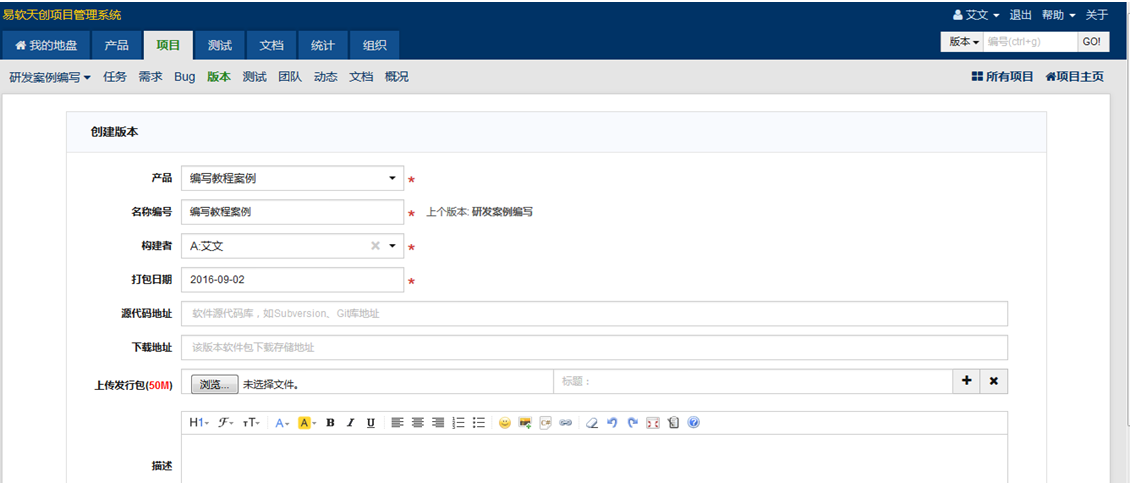 易软天创项目管理系统 艾文 退出 帮助 关于
我的地盘 产品 项目 测试 文档 统计 组织 版本 编号(ctrl+g) GO!
研发案例编写 任务 需求 Bug 版本 测试 团队 动态 文档 概况 所有项目 项目主页
创建版本
产品 编写教程案例 *
名称编号 编写教程案例 * 上个版本: 研发案例编写
构建者 A:艾文 *
打包日期 2016-09-02 *
源代码地址 软件源代码库，如Subversion、Git库地址
下载地址 该版本软件包下载存储地址
上传发行包(50M) 浏览... 未选择文件。 标题：
H1 F тT A A B I U C#
描述